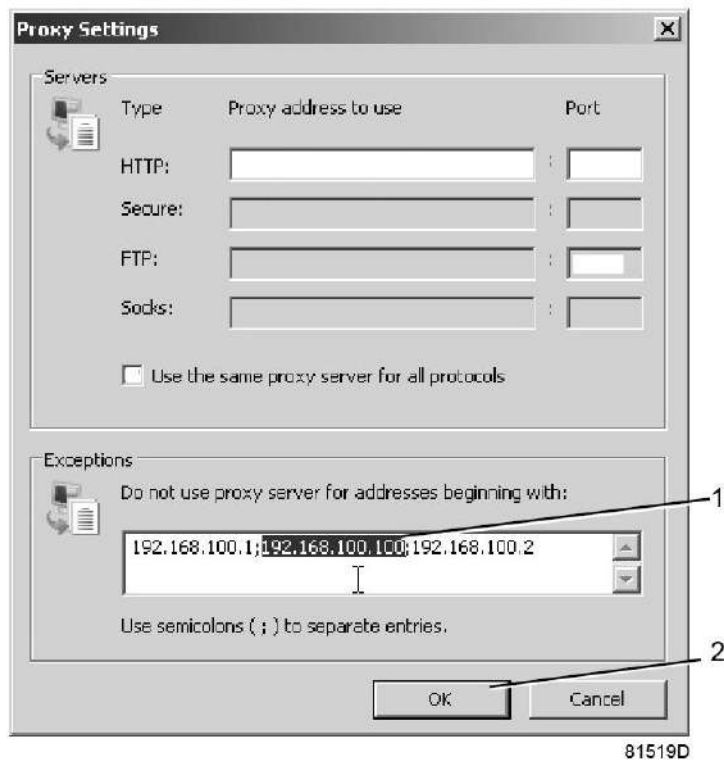 Proxy Settings
Servers
Type Proxy address to use Port
HTTP: :
Secure: :
FTP: :
Socks: :
Use the same proxy server for all protocols
Exceptions
Do not use proxy server for addresses beginning with:
1
192.168.100.1;192.168.100.100;192.168.100.2
Use semicolons ( ; ) to separate entries.
2
OK Cancel
81519D